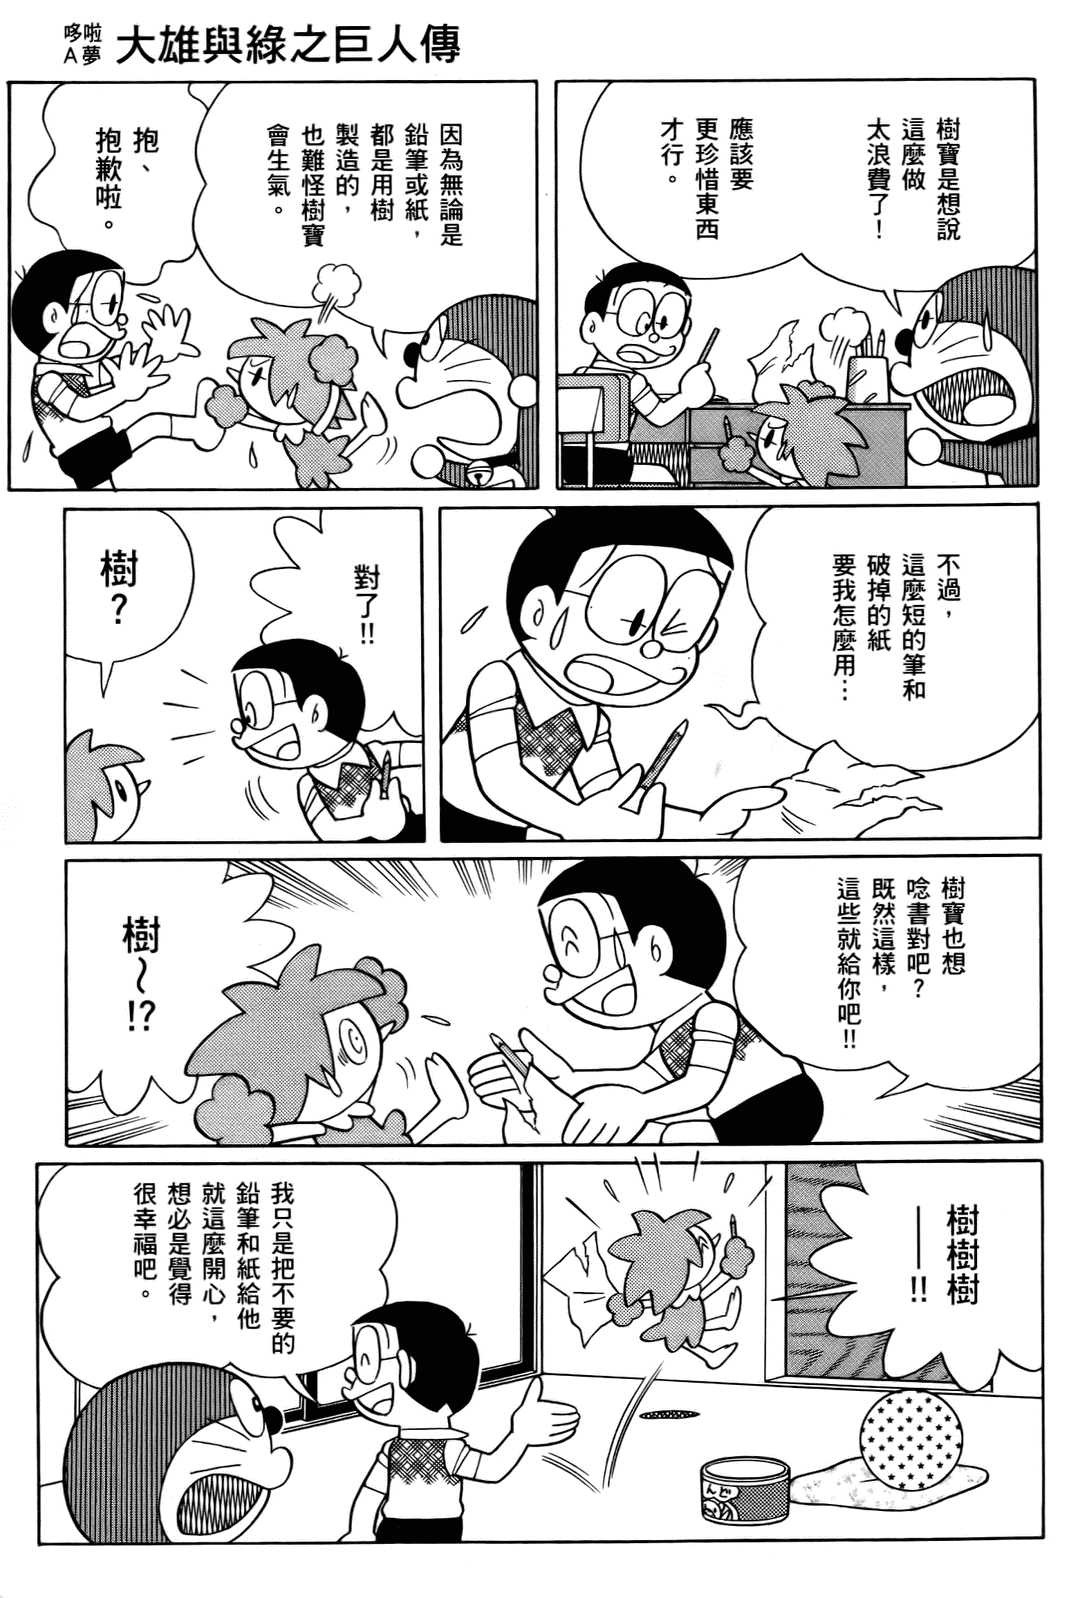 哆啦
A夢
大雄與綠之巨人傳
樹寶是想說
這麼做
太浪費了！
應該要
更珍惜東西
才行。
因為無論是
鉛筆或紙，
都是用樹
製造的，
也難怪樹寶
會生氣。
抱、
抱歉啦。
不過，
這麼短的筆和
破掉的紙
要我怎麼用…
對了!!
樹？
樹寶也想
唸書對吧？
既然這樣，
這些就給你吧!!
樹～!?
樹樹樹
——!!
我只是把不要的
鉛筆和紙給他
就這麼開心，
想必是覺得
很幸福吧。
んど